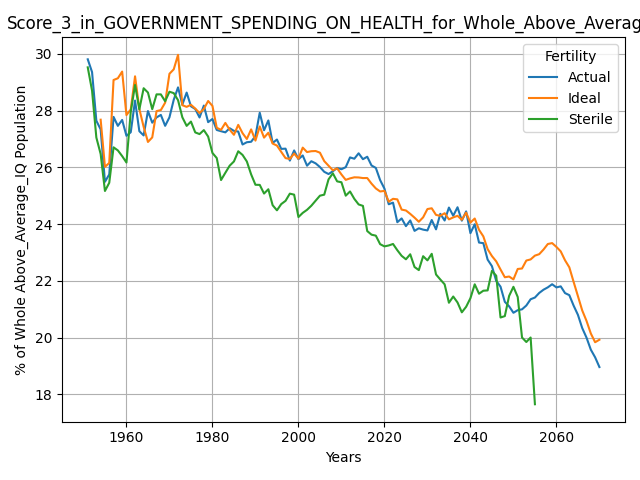 Score_3_in_GOVERNMENT_SPENDING_ON_HEALTH_for_Whole_Above_Averag
% of Whole Above_Average_IQ Population
30
28
26
24
22
20
18
Fertility
Actual
Ideal
Sterile
1960
1980
2000
2020
2040
2060
Years